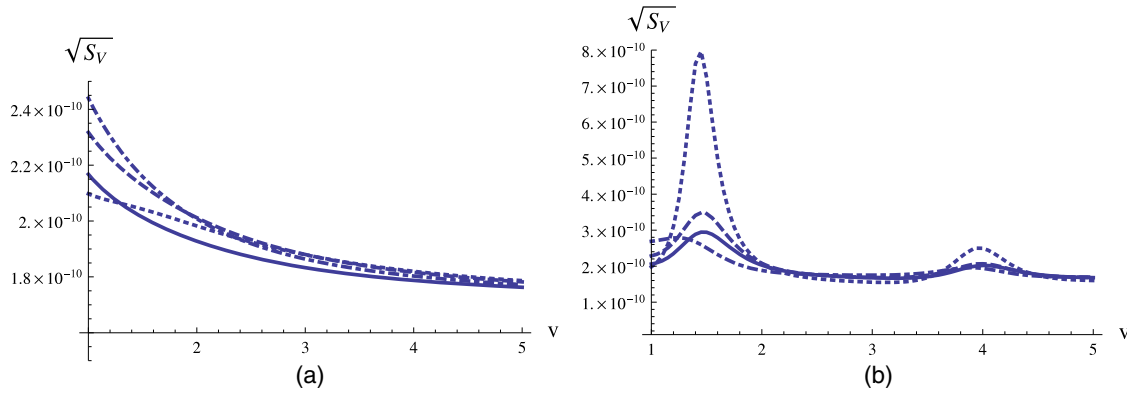 √S_V
2.4 × 10^-10
2.2 × 10^-10
2. × 10^-10
1.8 × 10^-10
2 3 4 5 v
(a)
√S_V
8. × 10^-10
7. × 10^-10
6. × 10^-10
5. × 10^-10
4. × 10^-10
3. × 10^-10
2. × 10^-10
1. × 10^-10
1 2 3 4 5 v
(b)